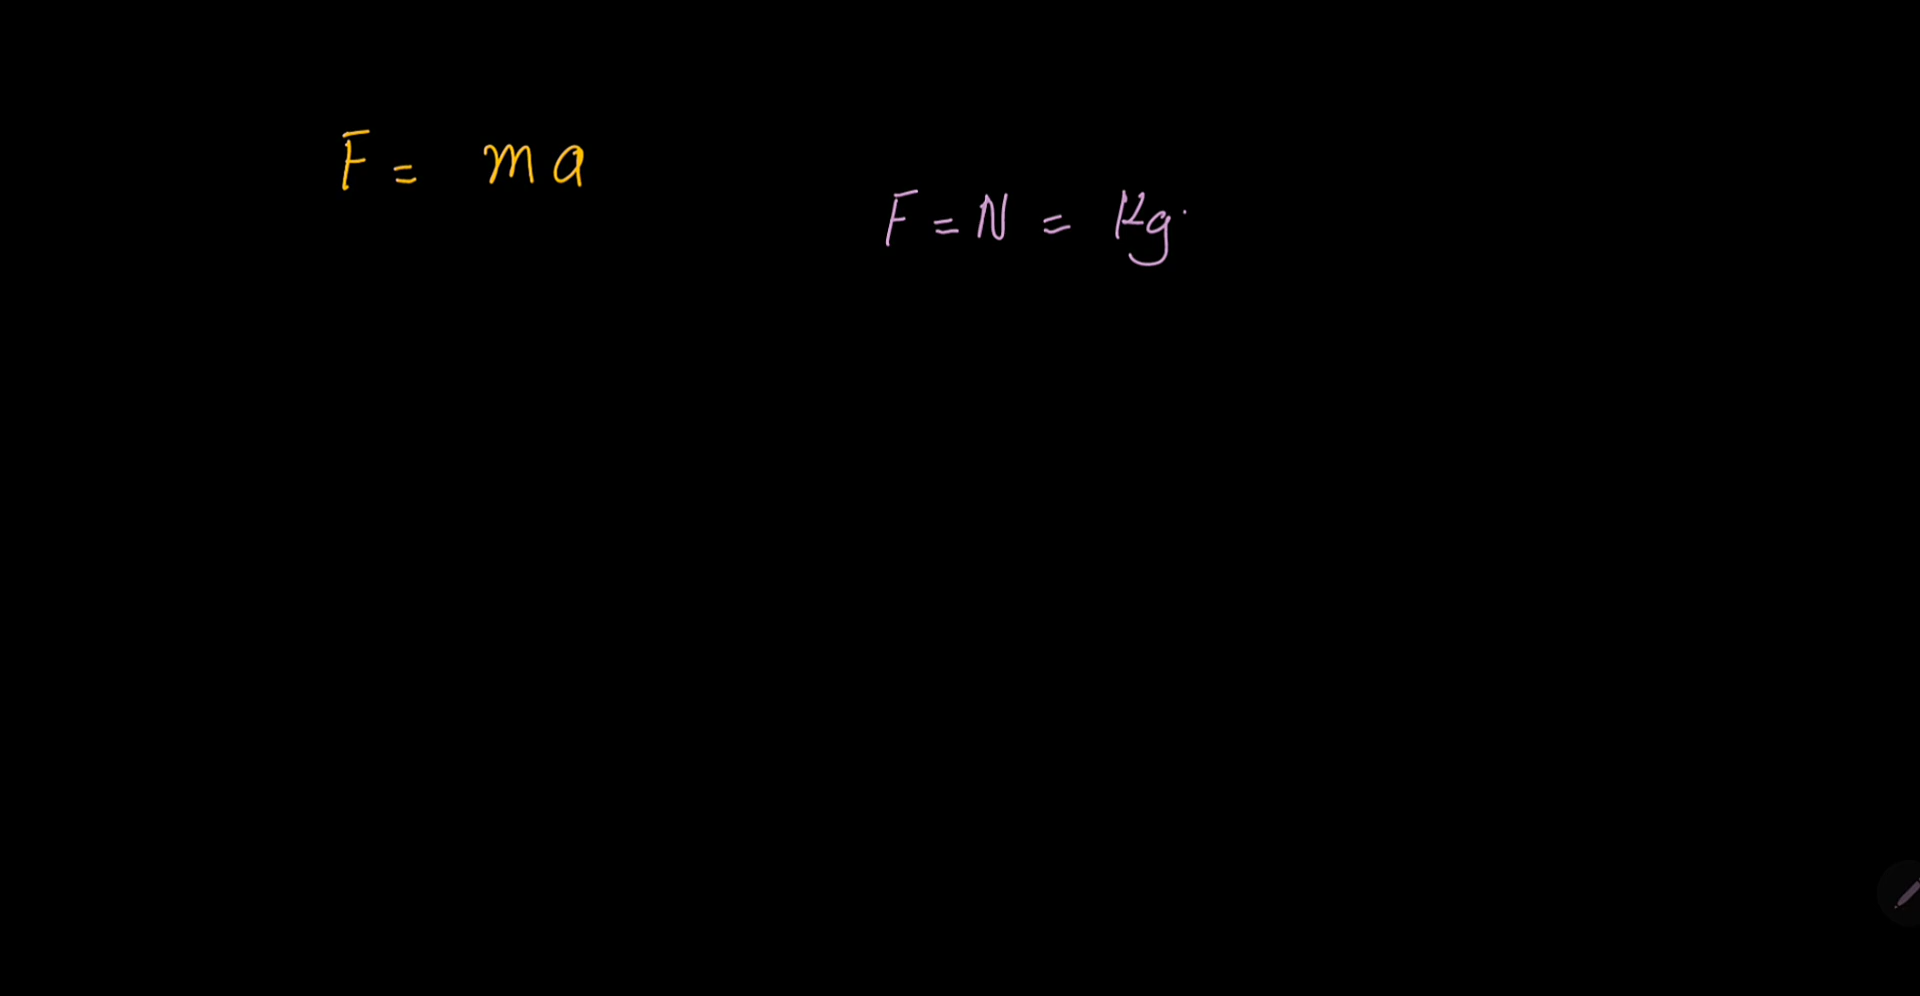 F = ma
F = N = kg.